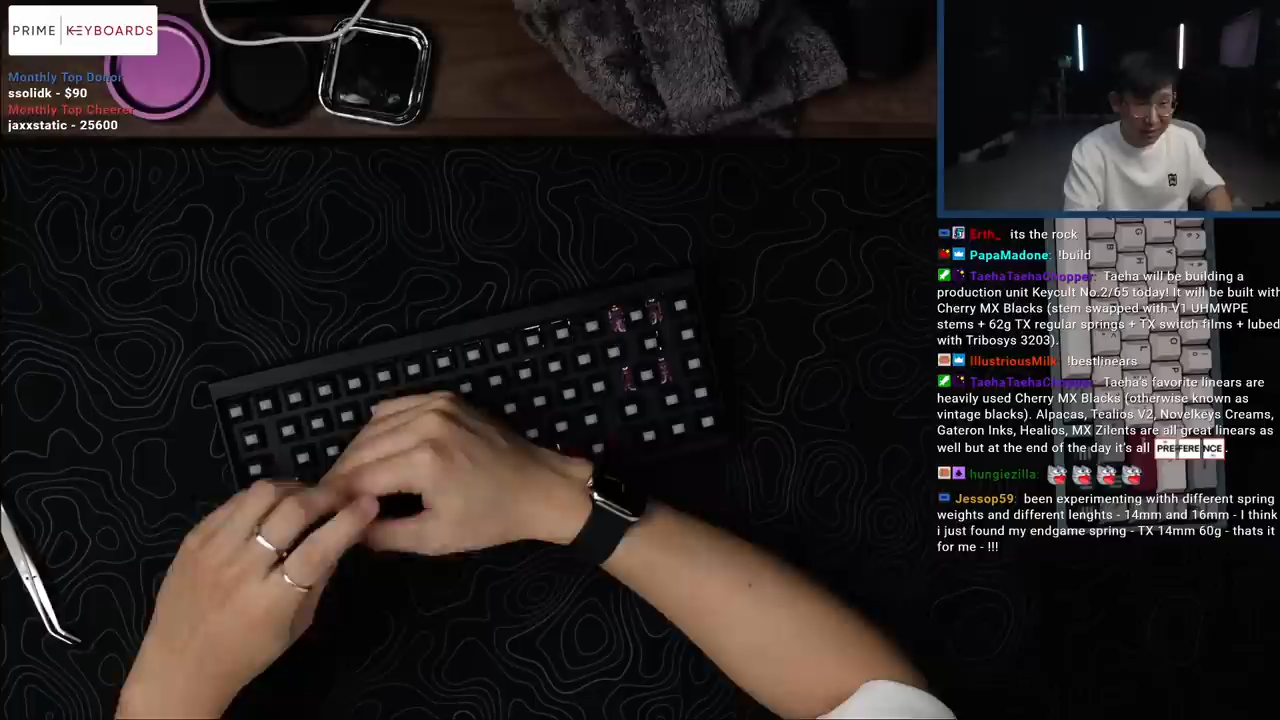 PRIME | KEYBOARDS
Monthly Top Donor
ssolidk - $90
Monthly Top Cheerer
jaxxstatic - 25600
Erth_ its the rock
PapaMadone: !build
TaehaTaehaChopper: Taeha will be building a
production unit Keycult No.2/65 today! It will be built with
Cherry MX Blacks (stem swapped with V1 UHMWPE
stems + 62g TX regular springs + TX switch films + lubed
with Tribosys 3203).
IllustriousMilk: !bestlinears
TaehaTaehaChopper: Taeha's favorite linears are
heavily used Cherry MX Blacks (otherwise known as
vintage blacks). Alpacas, Tealios V2, Novelkeys Creams,
Gateron Inks, Healios, MX Zilents are all great linears as
well but at the end of the day it's all PREFERENCE.
hungiezilla:
Jessop59: been experimenting withh different spring
weights and different lenghts - 14mm and 16mm - I think
i just found my endgame spring - TX 14mm 60g - thats it
for me - !!!